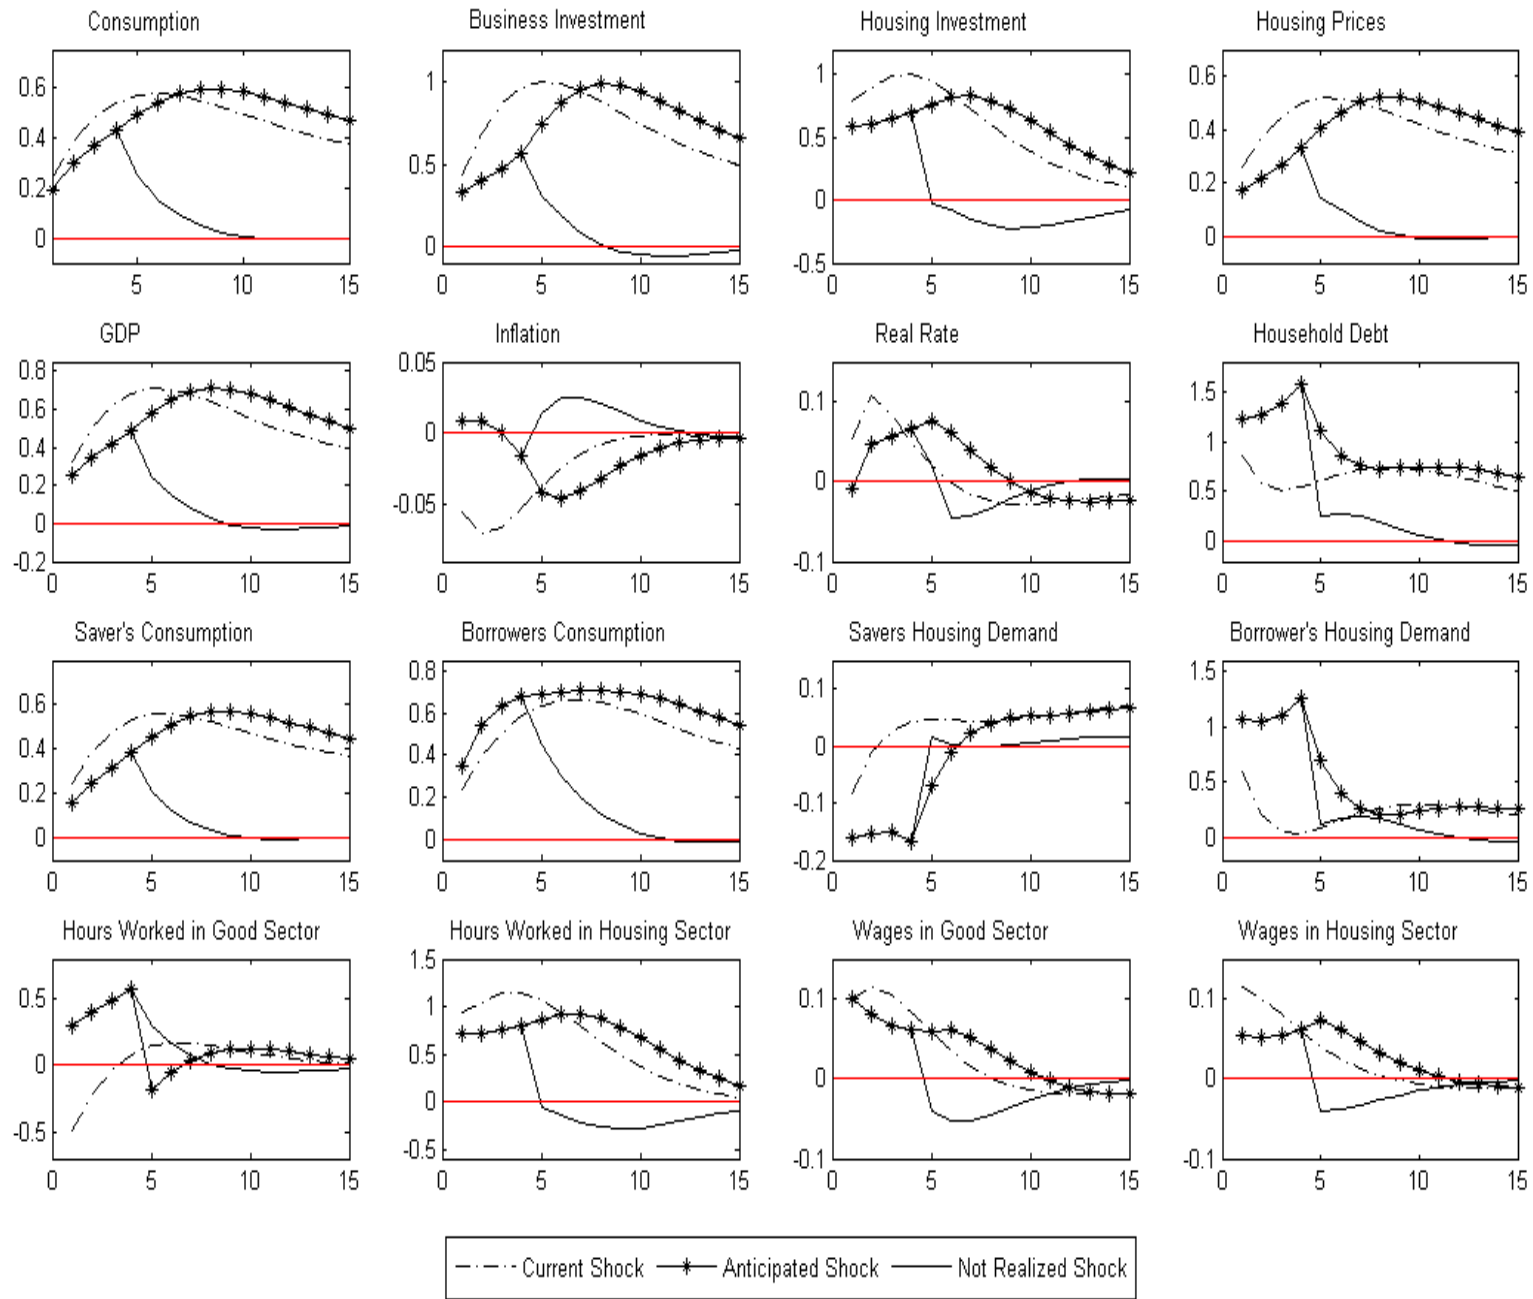 Consumption
Business Investment
Housing Investment
Housing Prices
0.6
0.4
0.2
0
0 5 10 15
1
0.5
0
0 5 10 15
1
0.5
0
-0.5
0 5 10 15
0.6
0.4
0.2
0
0 5 10 15
GDP
Inflation
Real Rate
Household Debt
0.8
0.6
0.4
0.2
0
-0.2
0 5 10 15
0.05
0
-0.05
0 5 10 15
0.1
0
-0.1
0 5 10 15
1.5
1
0.5
0
0 5 10 15
Saver's Consumption
Borrowers Consumption
Savers Housing Demand
Borrower's Housing Demand
0.6
0.4
0.2
0
0 5 10 15
0.8
0.6
0.4
0.2
0
0 5 10 15
0.1
0
-0.1
-0.2
0 5 10 15
1.5
1
0.5
0
0 5 10 15
Hours Worked in Good Sector
Hours Worked in Housing Sector
Wages in Good Sector
Wages in Housing Sector
0.5
0
-0.5
0 5 10 15
1.5
1
0.5
0
-0.5
0 5 10 15
0.1
0
-0.1
0 5 10 15
0.1
0
-0.1
0 5 10 15
Current Shock Anticipated Shock Not Realized Shock